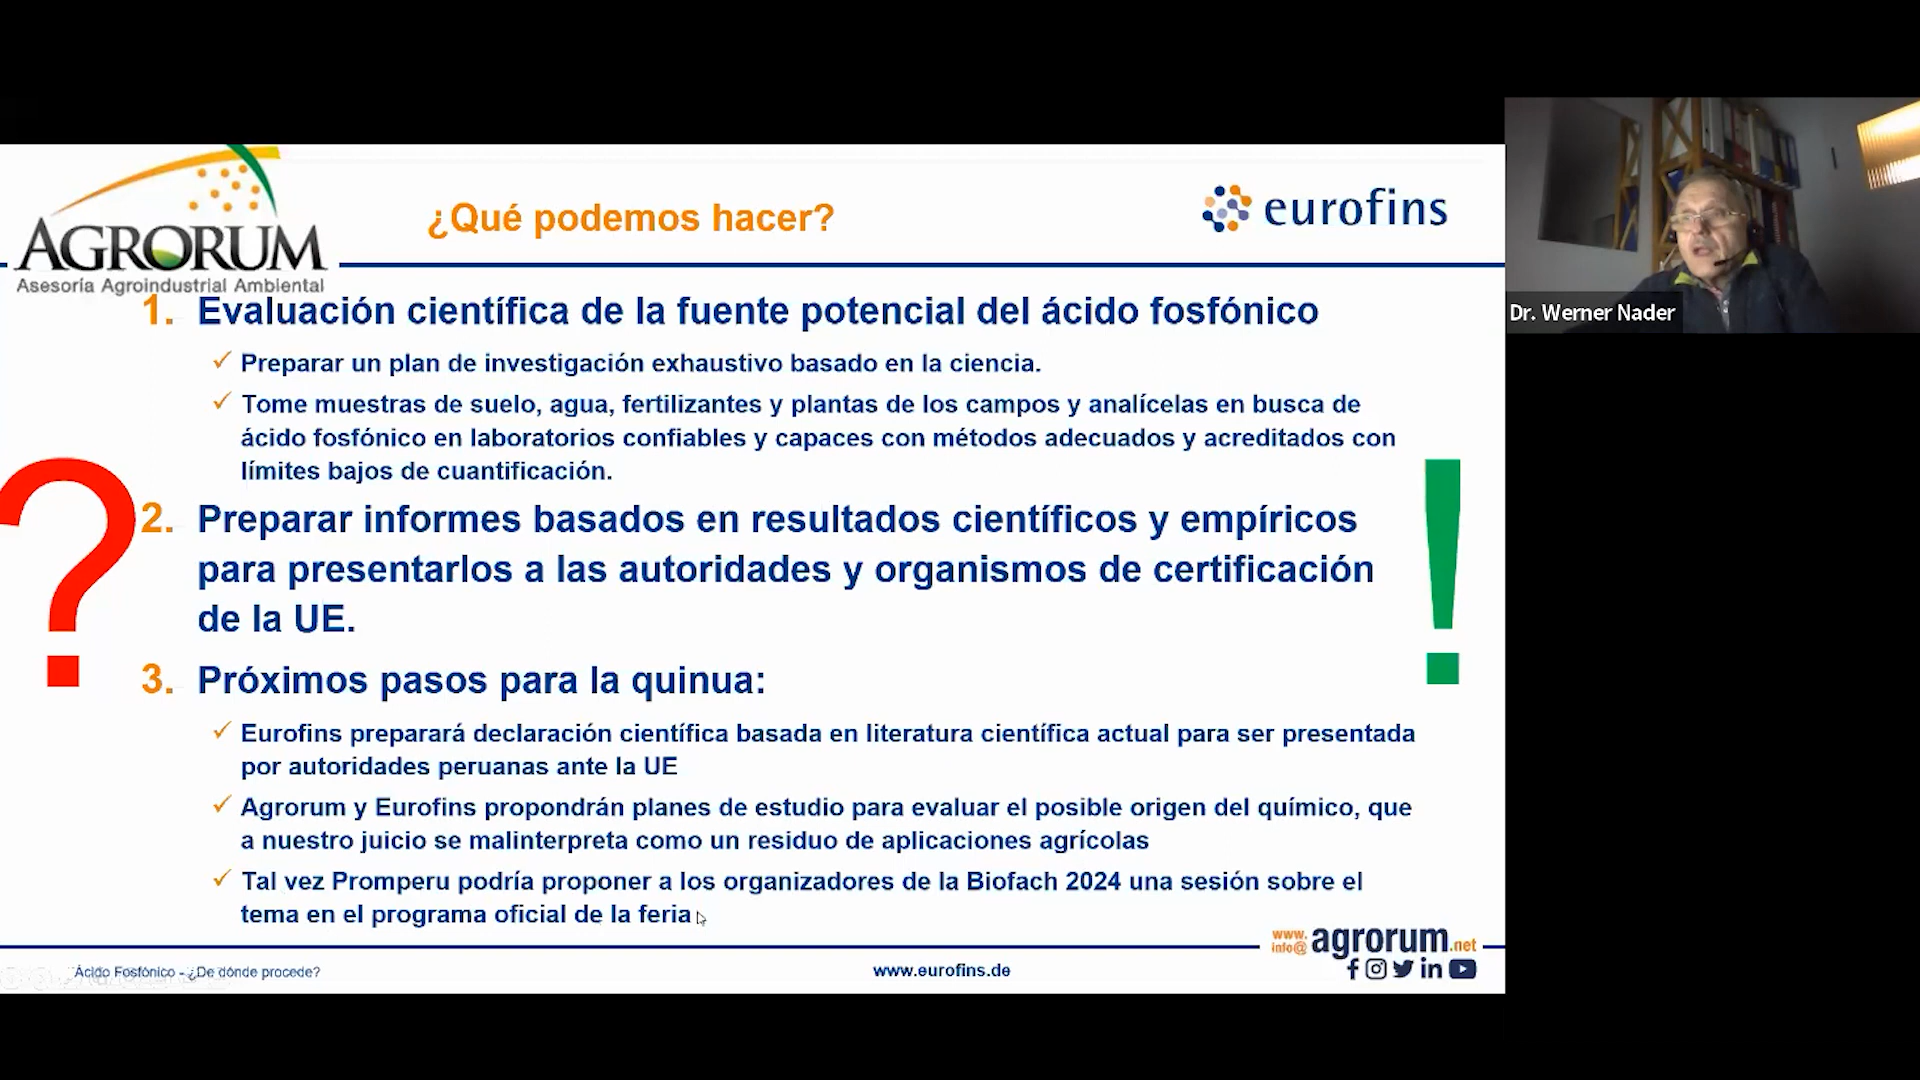 AGRORUM
Asesoría Agroindustrial Ambiental
¿Qué podemos hacer?
eurofins
1. Evaluación científica de la fuente potencial del ácido fosfónico
✓ Preparar un plan de investigación exhaustivo basado en la ciencia.
✓ Tome muestras de suelo, agua, fertilizantes y plantas de los campos y analícelas en busca de
ácido fosfónico en laboratorios confiables y capaces con métodos adecuados y acreditados con
límites bajos de cuantificación.
?
!
2. Preparar informes basados en resultados científicos y empíricos
para presentarlos a las autoridades y organismos de certificación
de la UE.
3. Próximos pasos para la quinua:
✓ Eurofins preparará declaración científica basada en literatura científica actual para ser presentada
por autoridades peruanas ante la UE
✓ Agrorum y Eurofins propondrán planes de estudio para evaluar el posible origen del químico, que
a nuestro juicio se malinterpreta como un residuo de aplicaciones agrícolas
✓ Tal vez Promperu podría proponer a los organizadores de la Biofach 2024 una sesión sobre el
tema en el programa oficial de la feria
www.
info@ agrorum.net
Ácido Fosfónico - ¿De dónde procede?
www.eurofins.de
Dr. Werner Nader